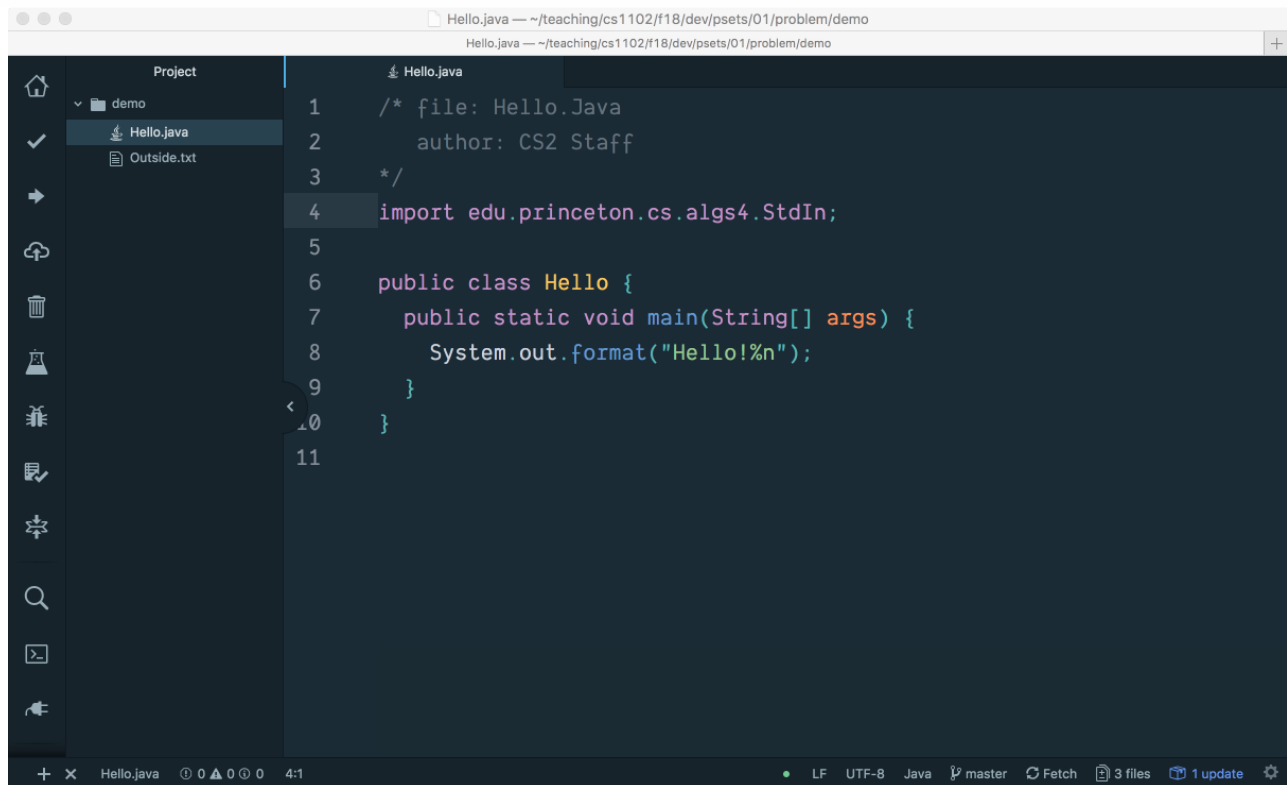 Hello.java — ~/teaching/cs1102/f18/dev/psets/01/problem/demo
Hello.java — ~/teaching/cs1102/f18/dev/psets/01/problem/demo
Project
demo
Hello.java
Outside.txt
Hello.java
1 /* file: Hello.Java
2 author: CS2 Staff
3 */
4 import edu.princeton.cs.algs4.StdIn;
5
6 public class Hello {
7 public static void main(String[] args) {
8 System.out.format("Hello!%n");
9 }
10 }
11
Hello.java 0 0 0 4:1 LF UTF-8 Java master Fetch 3 files 1 update